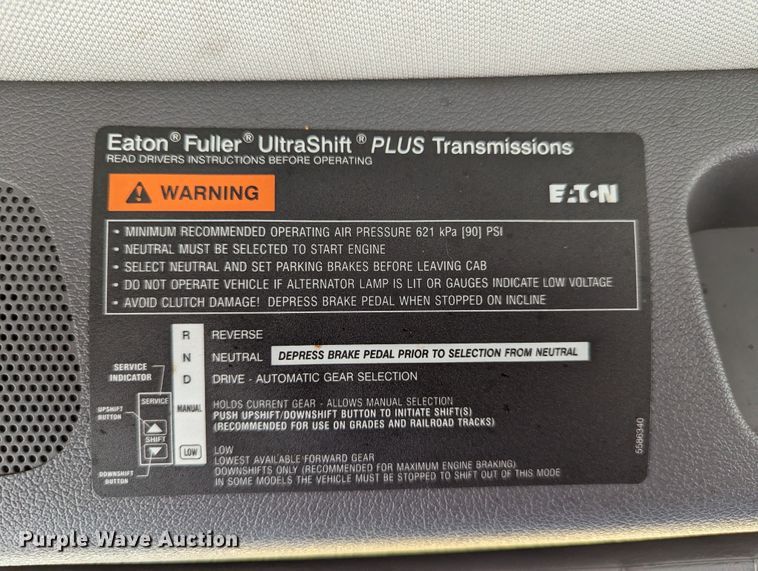 Eaton® Fuller® UltraShift® PLUS Transmissions
READ DRIVERS INSTRUCTIONS BEFORE OPERATING
WARNING
EATON
• MINIMUM RECOMMENDED OPERATING AIR PRESSURE 621 kPa [90] PSI
• NEUTRAL MUST BE SELECTED TO START ENGINE
• SELECT NEUTRAL AND SET PARKING BRAKES BEFORE LEAVING CAB
• DO NOT OPERATE VEHICLE IF ALTERNATOR LAMP IS LIT OR GAUGES INDICATE LOW VOLTAGE
• AVOID CLUTCH DAMAGE! DEPRESS BRAKE PEDAL WHEN STOPPED ON INCLINE
R REVERSE
N NEUTRAL DEPRESS BRAKE PEDAL PRIOR TO SELECTION FROM NEUTRAL
D DRIVE - AUTOMATIC GEAR SELECTION
MANUAL HOLDS CURRENT GEAR - ALLOWS MANUAL SELECTION
PUSH UPSHIFT/DOWNSHIFT BUTTON TO INITIATE SHIFT(S)
(RECOMMENDED FOR USE ON GRADES AND RAILROAD TRACKS)
LOW LOW
LOWEST AVAILABLE FORWARD GEAR
DOWNSHIFTS ONLY (RECOMMENDED FOR MAXIMUM ENGINE BRAKING)
IN SOME MODELS THE VEHICLE MUST BE STOPPED TO SHIFT OUT OF THIS MODE
SERVICE
INDICATOR
SERVICE
UPSHIFT
BUTTON
SHIFT
DOWNSHIFT
BUTTON
5586340
Purple Wave Auction